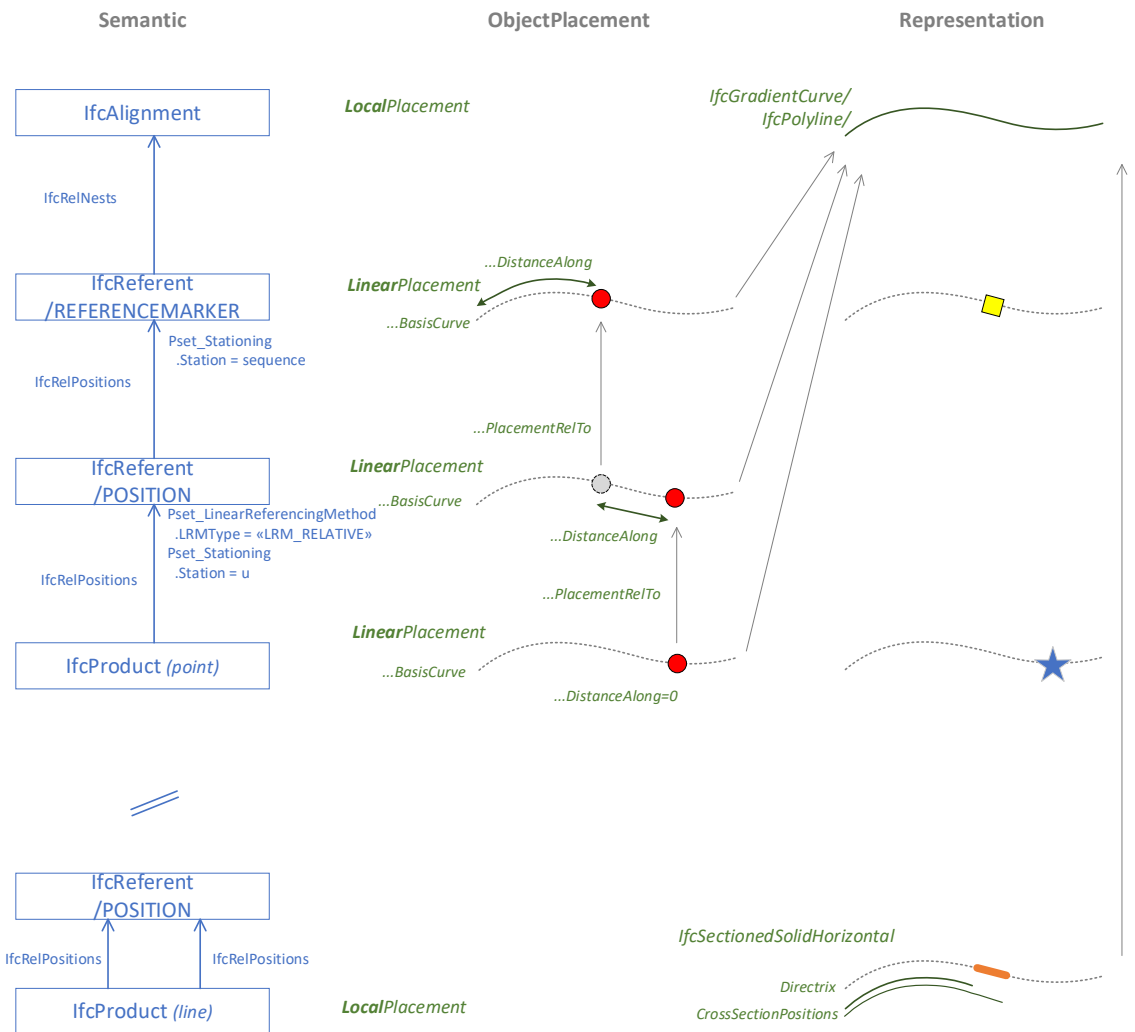 Semantic
ObjectPlacement
Representation
IfcAlignment
LocalPlacement
IfcGradientCurve/
IfcPolyline/
IfcRelNests
IfcReferent
/REFERENCEMARKER
LinearPlacement
...DistanceAlong
...BasisCurve
Pset_Stationing
.Station = sequence
IfcRelPositions
...PlacementRelTo
IfcReferent
/POSITION
LinearPlacement
...BasisCurve
Pset_LinearReferencingMethod
.LRMType = «LRM_RELATIVE»
Pset_Stationing
.Station = u
...DistanceAlong
IfcRelPositions
...PlacementRelTo
LinearPlacement
IfcProduct (point)
...BasisCurve
...DistanceAlong=0
IfcReferent
/POSITION
IfcRelPositions
IfcRelPositions
IfcSectionedSolidHorizontal
Directrix
IfcProduct (line)
LocalPlacement
CrossSectionPositions